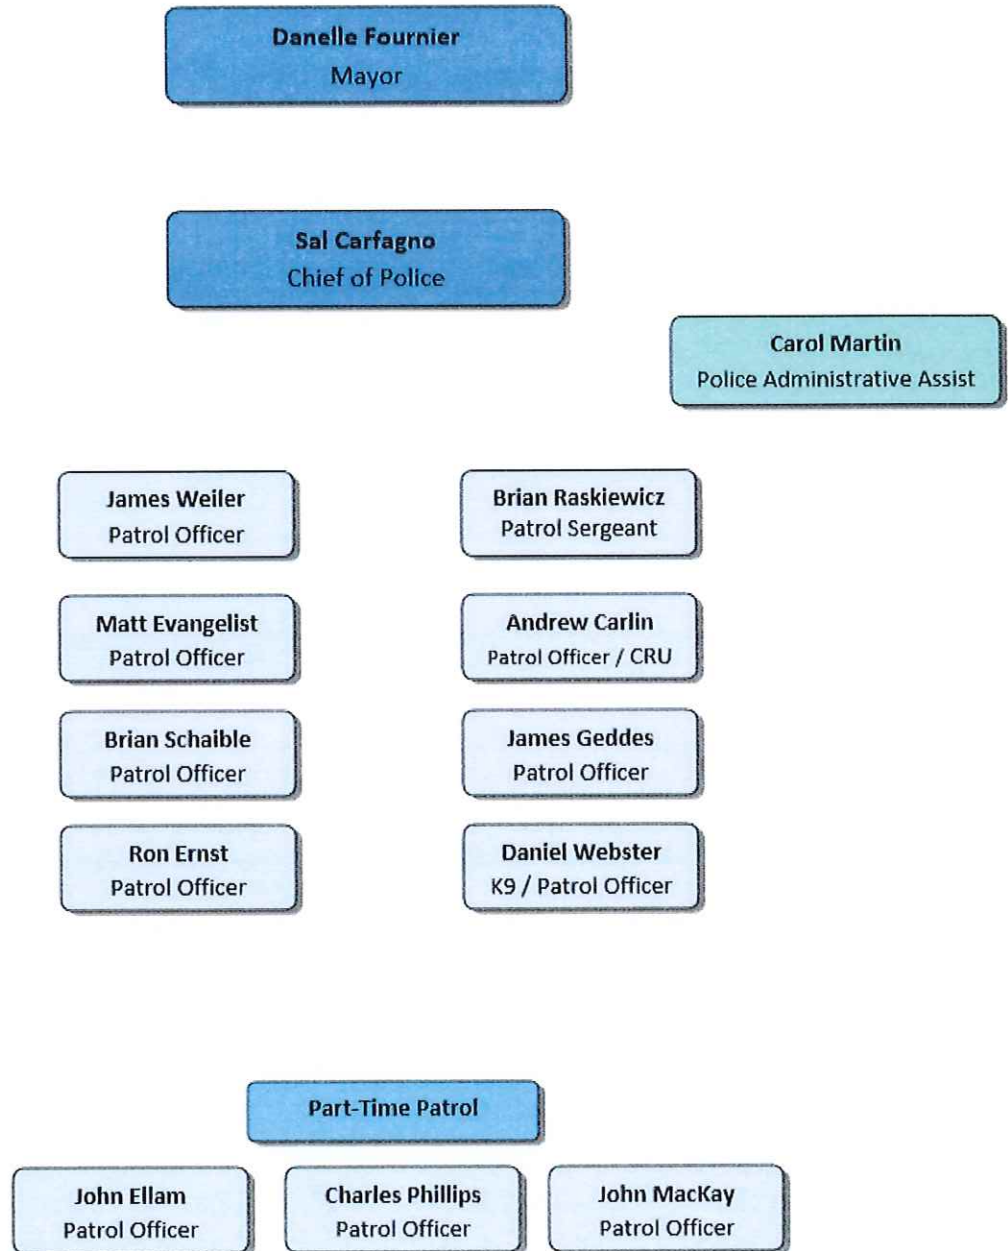 Danelle Fournier
Mayor
Sal Carfagno
Chief of Police
Carol Martin
Police Administrative Assist
James Weiler
Patrol Officer
Brian Raskiewicz
Patrol Sergeant
Matt Evangelist
Patrol Officer
Andrew Carlin
Patrol Officer / CRU
Brian Schaible
Patrol Officer
James Geddes
Patrol Officer
Ron Ernst
Patrol Officer
Daniel Webster
K9 / Patrol Officer
Part-Time Patrol
John Ellam
Patrol Officer
Charles Phillips
Patrol Officer
John MacKay
Patrol Officer